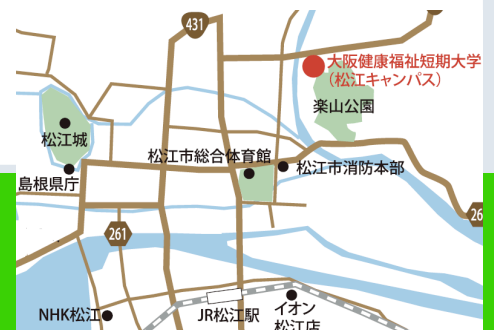 431
大阪健康福祉短期大学
(松江キャンパス)
楽山公園
松江城
松江市総合体育館
松江市消防本部
島根県庁
261
26
NHK松江
JR松江駅
イオン
松江店